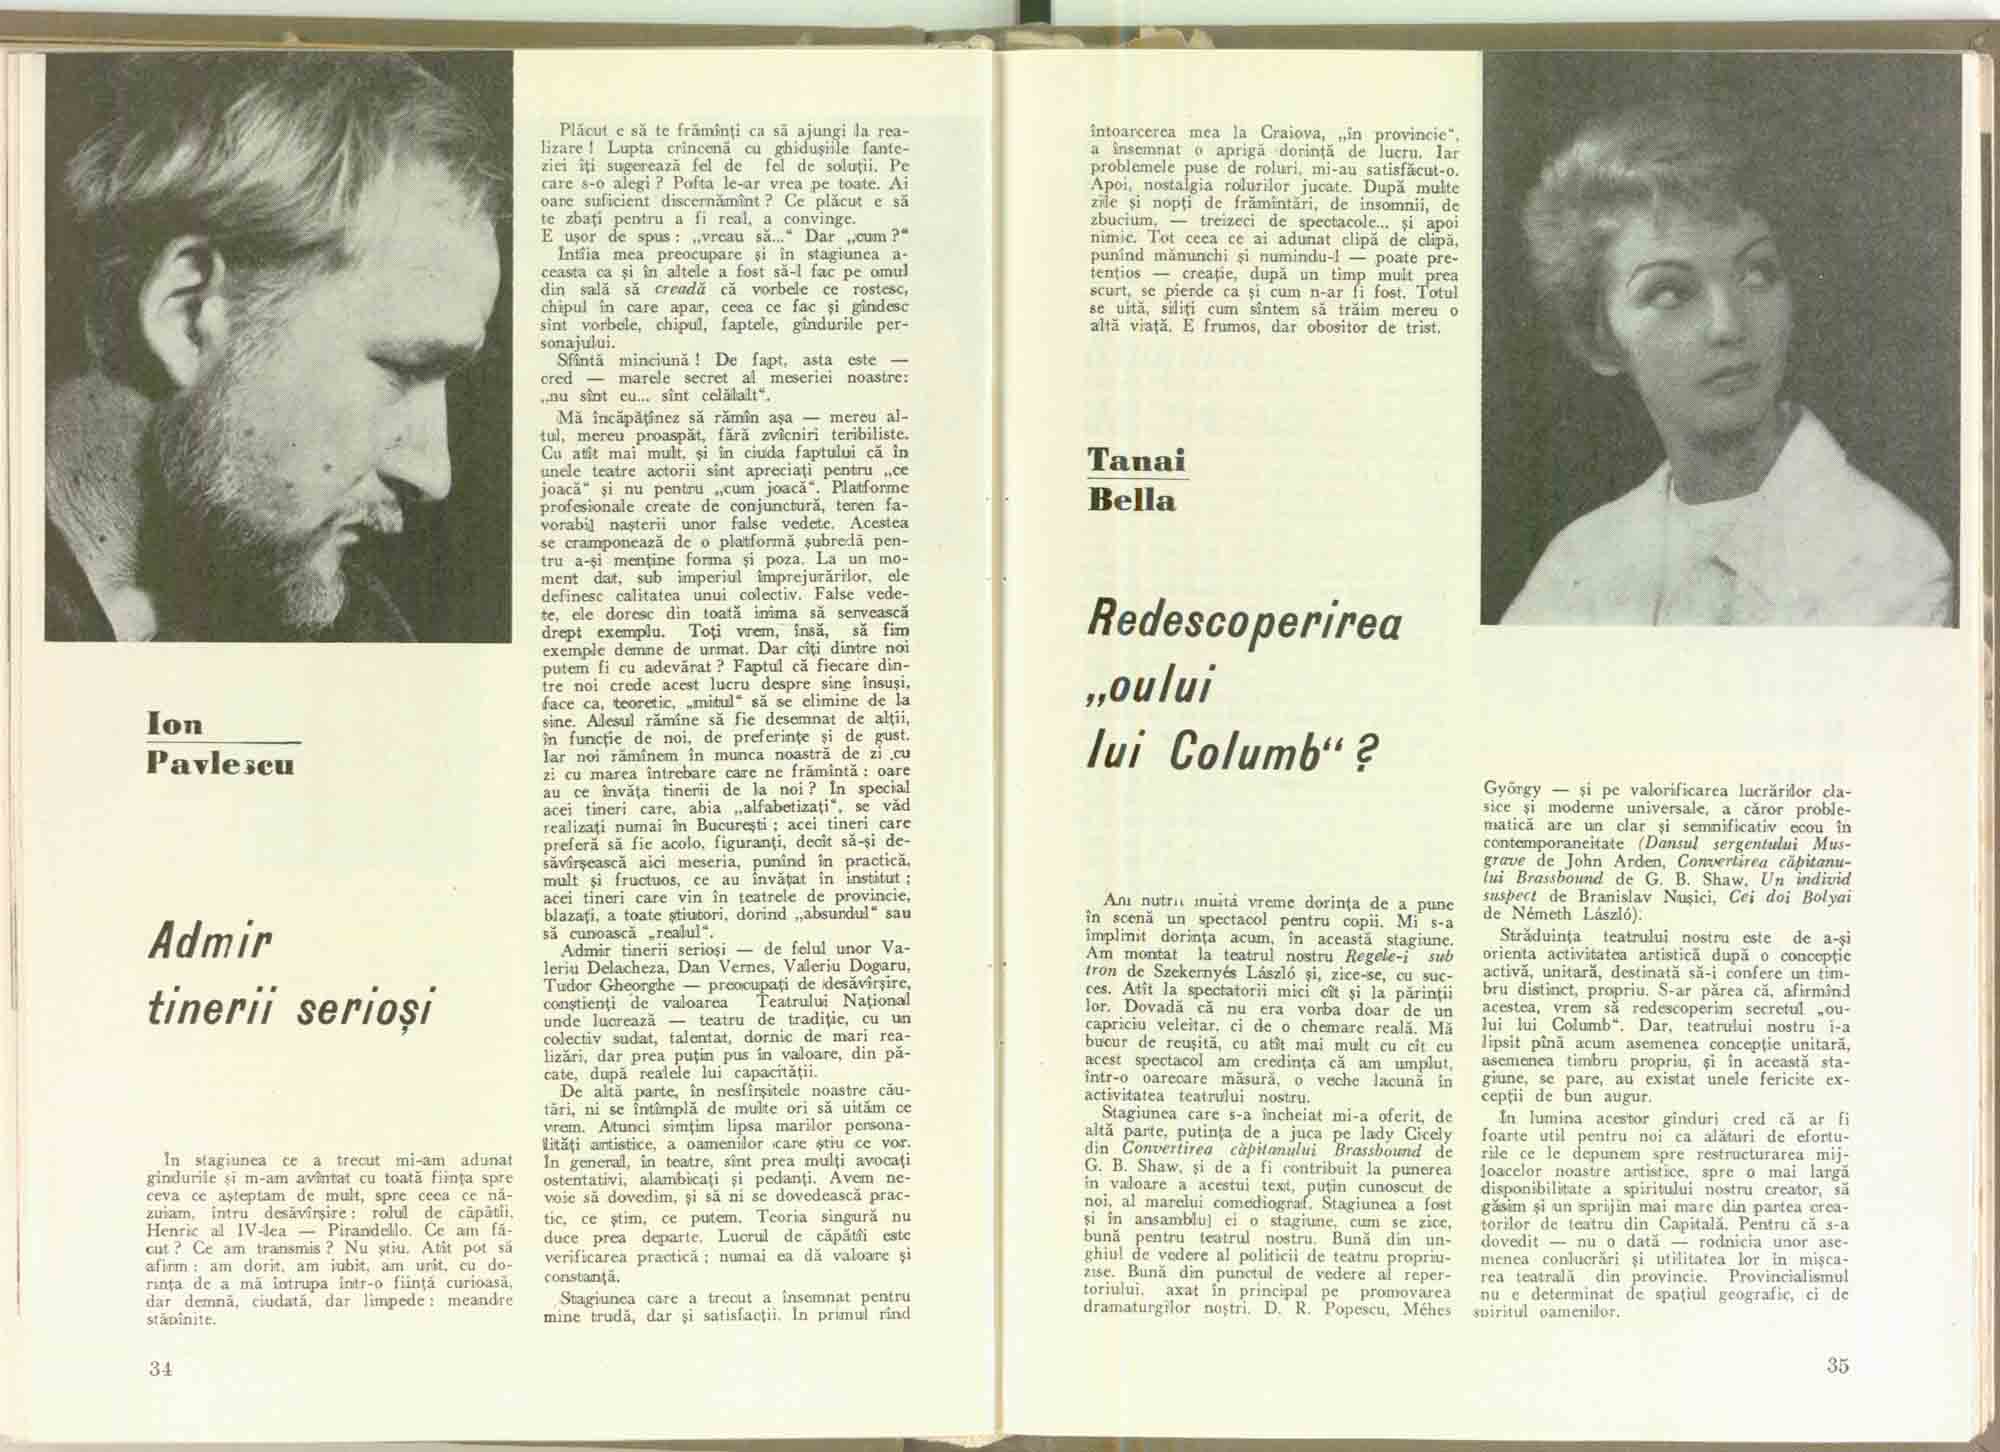 Ion
Pavlescu
Admir
tinerii serioși
In stagiunea ce a trecut mi-am adunat
gîndurile și m-am avîntat cu toată ființa spre
ceva ce așteptam de mult, spre ceea ce nă-
zuiam, întru desăvîrșire : rolul de căpătîi,
Henric al IV-lea — Pirandello. Ce am fă-
cut ? Ce am transmis ? Nu știu. Atît pot să
afirm : am dorit, am iubit, am urît, cu do-
rința de a mă întrupa într-o ființă curioasă,
dar demnă, ciudată, dar limpede : meandre
stăpînite.
Plăcut e să te frămînți ca să ajungi la rea-
lizare ! Lupta crîncenă cu ghidușiile fante-
ziei îți sugerează fel de fel de soluții. Pe
care s-o alegi ? Pofta le-ar vrea pe toate. Ai
oare suficient discernămînt ? Ce plăcut e să
te zbați pentru a fi real, a convinge.
E ușor de spus : „vreau să...“ Dar „cum ?“
Intîia mea preocupare și în stagiunea a-
ceasta ca și în altele a fost să-l fac pe omul
din sală să creadă că vorbele ce rostesc,
chipul în care apar, ceea ce fac și gîndesc
sînt vorbele, chipul, faptele, gîndurile per-
sonajului.
Sfîntă minciună ! De fapt, asta este —
cred — marele secret al meseriei noastre:
„nu sînt eu... sînt celălalt“.
Mă încăpățînez să rămîn așa — mereu al-
tul, mereu proaspăt, fără zvîcniri teribiliste.
Cu atît mai mult, și în ciuda faptului că în
unele teatre actorii sînt apreciați pentru „ce
joacă“ și nu pentru „cum joacă“. Platforme
profesionale create de conjunctură, teren fa-
vorabil nașterii unor false vedete. Acestea
se cramponează de o platformă șubredă pen-
tru a-și menține forma și poza. La un mo-
ment dat, sub imperiul împrejurărilor, ele
definesc calitatea unui colectiv. False vede-
te, ele doresc din toată inima să servească
drept exemplu. Toți vrem, însă, să fim
exemple demne de urmat. Dar cîți dintre noi
putem fi cu adevărat ? Faptul că fiecare din-
tre noi crede acest lucru despre sine însuși,
face ca, teoretic, „mitul“ să se elimine de la
sine. Alesul rămîne să fie desemnat de alții,
în funcție de noi, de preferințe și de gust.
Iar noi rămînem în munca noastră de zi cu
zi cu marea întrebare care ne frămîntă : oare
au ce învăța tinerii de la noi ? In special
acei tineri care, abia „alfabetizați“, se văd
realizați numai în București ; acei tineri care
preferă să fie acolo, figuranți, decît să-și de-
săvîrșească aici meseria, punînd în practică,
mult și fructuos, ce au învățat în institut ;
acei tineri care vin în teatrele de provincie,
blazați, a toate știutori, dorind „absurdul“ sau
să cunoască „realul“.
Admir tinerii serioși — de felul unor Va-
leriu Delacheza, Dan Vernes, Valeriu Dogaru,
Tudor Gheorghe — preocupați de desăvîrșire,
conștienți de valoarea Teatrului Național
unde lucrează — teatru de tradiție, cu un
colectiv sudat, talentat, dornic de mari rea-
lizări, dar prea puțin pus în valoare, din pă-
cate, după realele lui capacității.
De altă parte, în nesfîrșitele noastre cău-
tări, ni se întîmplă de multe ori să uităm ce
vrem. Atunci simțim lipsa marilor persona-
lități artistice, a oamenilor care știu ce vor.
In general, în teatre, sînt prea mulți avocați
ostentativi, alambicați și pedanți. Avem ne-
voie să dovedim, și să ni se dovedească prac-
tic, ce știm, ce putem. Teoria singură nu
duce prea departe. Lucrul de căpătîi este
verificarea practică ; numai ea dă valoare și
constanță.
Stagiunea care a trecut a însemnat pentru
mine trudă, dar și satisfacții. In primul rînd
34
întoarcerea mea la Craiova, „în provincie“,
a însemnat o aprigă dorință de lucru. Iar
problemele puse de roluri, mi-au satisfăcut-o.
Apoi, nostalgia rolurilor jucate. După multe
zile și nopți de frămîntări, de insomnii, de
zbucium, — treizeci de spectacole... și apoi
nimic. Tot ceea ce ai adunat clipă de clipă,
punînd mănunchi și numindu-l — poate pre-
tențios — creație, după un timp mult prea
scurt, se pierde ca și cum n-ar fi fost. Totul
se uită, siliți cum sîntem să trăim mereu o
altă viață. E frumos, dar obositor de trist.
Tanai
Bella
Redescoperirea
„oului
lui Columb“ ?
Am nutrit multă vreme dorința de a pune
în scenă un spectacol pentru copii. Mi s-a
împlinit dorința acum, în această stagiune.
Am montat la teatrul nostru Regele-i sub
tron de Szekernyés László și, zice-se, cu suc-
ces. Atît la spectatorii mici cît și la părinții
lor. Dovadă că nu era vorba doar de un
capriciu veleitar, ci de o chemare reală. Mă
bucur de reușită, cu atît mai mult cu cît cu
acest spectacol am credința că am umplut,
într-o oarecare măsură, o veche lacună în
activitatea teatrului nostru.
Stagiunea care s-a încheiat mi-a oferit, de
altă parte, putința de a juca pe lady Cicely
din Convertirea căpitanului Brassbound de
G. B. Shaw, și de a fi contribuit la punerea
în valoare a acestui text, puțin cunoscut de
noi, al marelui comediograf. Stagiunea a fost
și în ansamblul ei o stagiune, cum se zice,
bună pentru teatrul nostru. Bună din un-
ghiul de vedere al politicii de teatru propriu-
zise. Bună din punctul de vedere al reper-
toriului, axat în principal pe promovarea
dramaturgilor noștri. D. R. Popescu, Méhes
György — și pe valorificarea lucrărilor cla-
sice și moderne universale, a căror proble-
matică are un clar și semnificativ ecou în
contemporaneitate (Dansul sergentului Mus-
grave de John Arden, Convertirea căpitanu-
lui Brassbound de G. B. Shaw, Un individ
suspect de Branislav Nușici, Cei doi Bolyai
de Németh László).
Străduința teatrului nostru este de a-și
orienta activitatea artistică după o concepție
activă, unitară, destinată să-i confere un tim-
bru distinct, propriu. S-ar părea că, afirmînd
acestea, vrem să redescoperim secretul „ou-
lui lui Columb“. Dar, teatrului nostru i-a
lipsit pînă acum asemenea concepție unitară,
asemenea timbru propriu, și în această sta-
giune, se pare, au existat unele fericite ex-
cepții de bun augur.
In lumina acestor gînduri cred că ar fi
foarte util pentru noi ca alături de efortu-
rile ce le depunem spre restructurarea mij-
loacelor noastre artistice, spre o mai largă
disponibilitate a spiritului nostru creator, să
găsim și un sprijin mai mare din partea crea-
torilor de teatru din Capitală. Pentru că s-a
dovedit — nu o dată — rodnicia unor ase-
menea conlucrări și utilitatea lor în mișca-
rea teatrală din provincie. Provincialismul
nu e determinat de spațiul geografic, ci de
spiritul oamenilor.
35